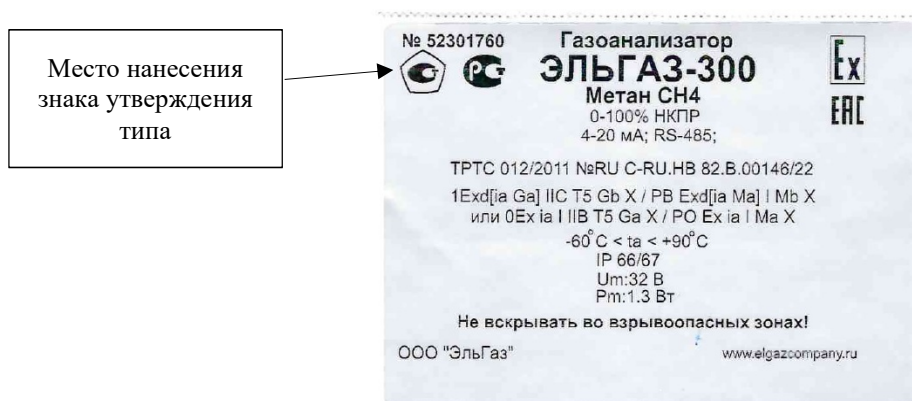 Место нанесения
знака утверждения
типа
№ 52301760
Газоанализатор
ЭЛЬГАЗ-300
Метан СН4
0-100% НКПР
4-20 мА; RS-485;
Ex
ЕАС
ТРТС 012/2011 №RU C-RU.НВ 82.В.00146/22
1Exd[ia Ga] IIC T5 Gb X / РВ Exd[ia Ma] I Mb X
или 0Ex ia I IIB T5 Ga X / РО Ex ia I Ma X
-60°С < ta < +90°С
IP 66/67
Um:32 В
Pm:1.3 Вт
Не вскрывать во взрывоопасных зонах!
ООО "ЭльГаз"
www.elgazcompany.ru